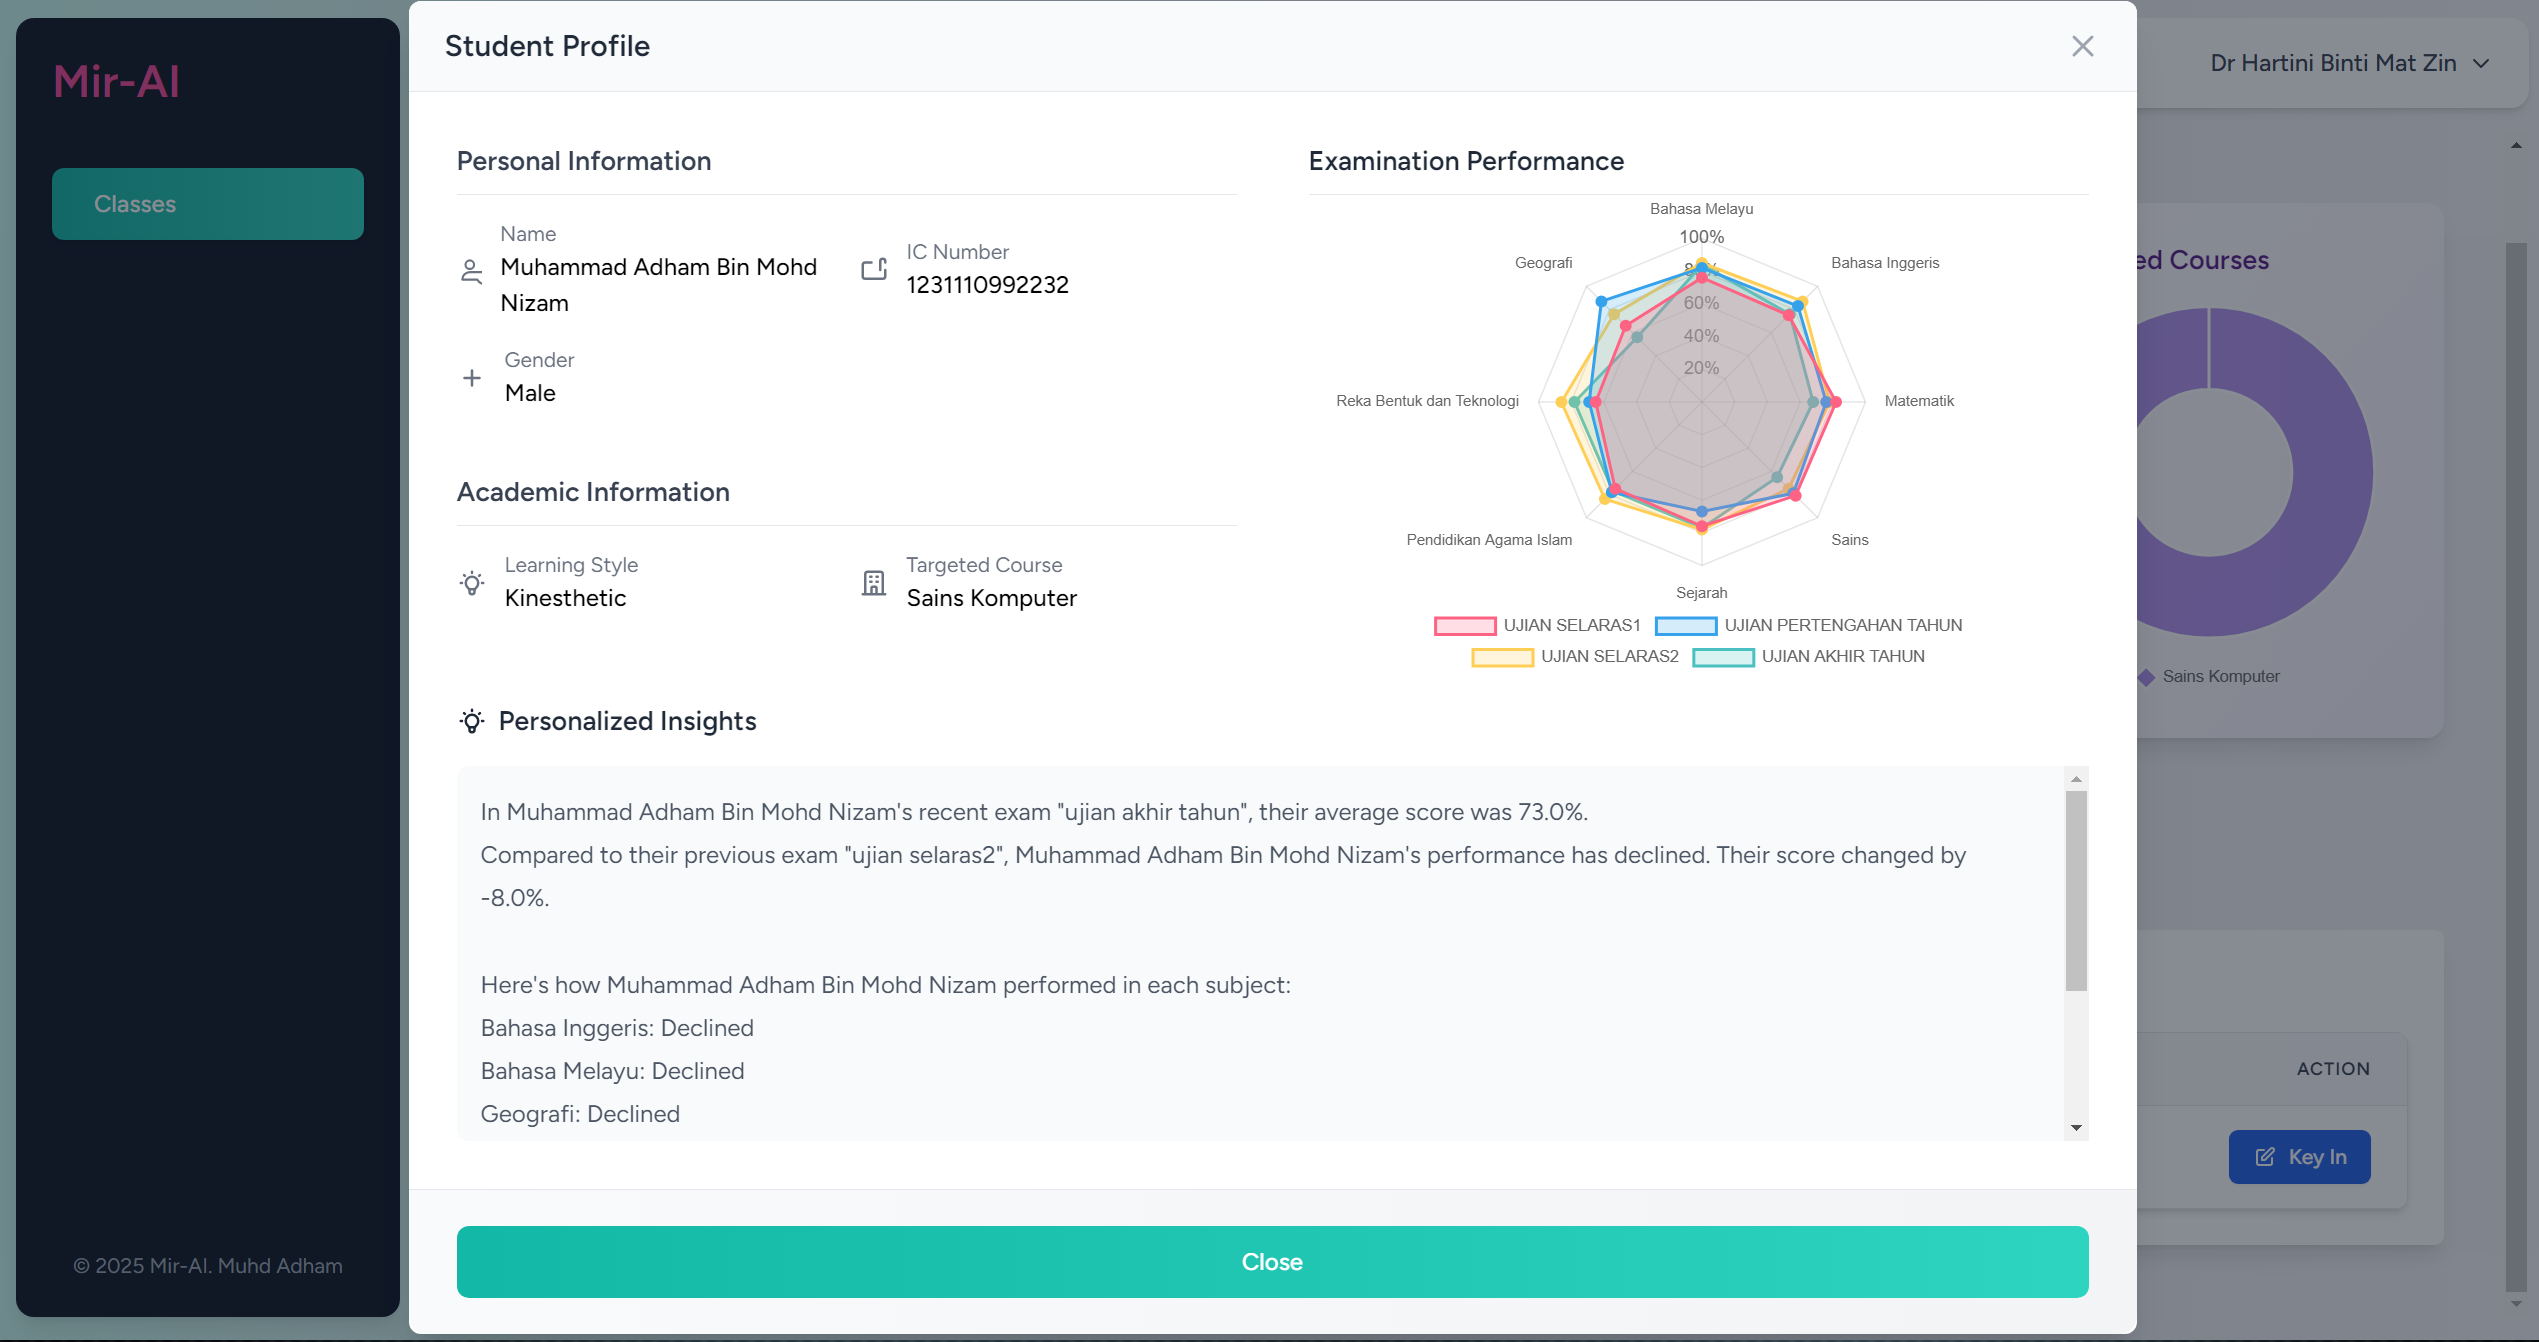 Mir-AI
Classes
© 2025 Mir-AI. Muhd Adham
Student Profile
Dr Hartini Binti Mat Zin
Personal Information
Name
Muhammad Adham Bin Mohd
Nizam
IC Number
1231110992232
Gender
Male
Academic Information
Learning Style
Kinesthetic
Targeted Course
Sains Komputer
Examination Performance
Bahasa Melayu
100%
Geografi
Bahasa Inggeris
60%
40%
20%
Reka Bentuk dan Teknologi
Matematik
Pendidikan Agama Islam
Sains
Sejarah
UJIAN SELARAS1
UJIAN PERTENGAHAN TAHUN
UJIAN SELARAS2
UJIAN AKHIR TAHUN
Personalized Insights
In Muhammad Adham Bin Mohd Nizam's recent exam "ujian akhir tahun", their average score was 73.0%.
Compared to their previous exam "ujian selaras2", Muhammad Adham Bin Mohd Nizam's performance has declined. Their score changed by
-8.0%.
Here's how Muhammad Adham Bin Mohd Nizam performed in each subject:
Bahasa Inggeris: Declined
Bahasa Melayu: Declined
Geografi: Declined
Close
ed Courses
Sains Komputer
ACTION
Key In